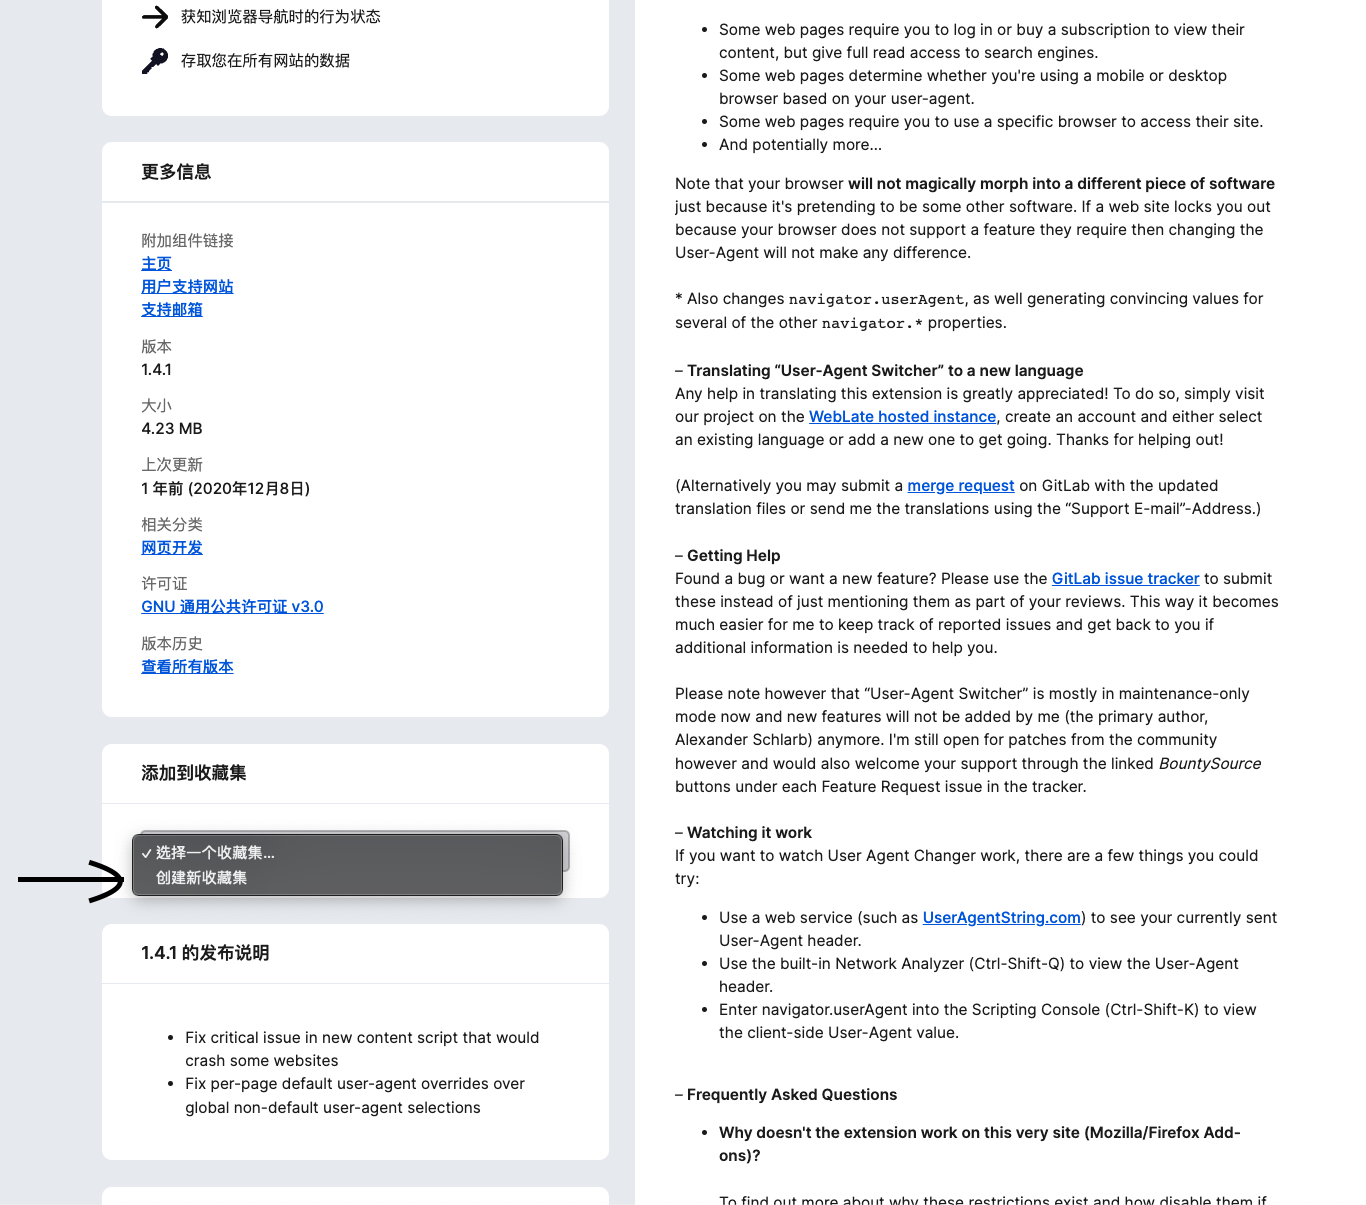 获知浏览器导航时的行为状态
存取您在所有网站的数据
更多信息
附加组件链接
主页
用户支持网站
支持邮箱
版本
1.4.1
大小
4.23 MB
上次更新
1 年前 (2020年12月8日)
相关分类
网页开发
许可证
GNU 通用公共许可证 v3.0
版本历史
查看所有版本
添加到收藏集
✓ 选择一个收藏集...
创建新收藏集
1.4.1 的发布说明
• Fix critical issue in new content script that would
crash some websites
• Fix per-page default user-agent overrides over
global non-default user-agent selections
• Some web pages require you to log in or buy a subscription to view their
content, but give full read access to search engines.
• Some web pages determine whether you're using a mobile or desktop
browser based on your user-agent.
• Some web pages require you to use a specific browser to access their site.
• And potentially more...
Note that your browser will not magically morph into a different piece of software
just because it's pretending to be some other software. If a web site locks you out
because your browser does not support a feature they require then changing the
User-Agent will not make any difference.
* Also changes navigator.userAgent, as well generating convincing values for
several of the other navigator.* properties.
– Translating “User-Agent Switcher” to a new language
Any help in translating this extension is greatly appreciated! To do so, simply visit
our project on the WebLate hosted instance, create an account and either select
an existing language or add a new one to get going. Thanks for helping out!
(Alternatively you may submit a merge request on GitLab with the updated
translation files or send me the translations using the “Support E-mail”-Address.)
– Getting Help
Found a bug or want a new feature? Please use the GitLab issue tracker to submit
these instead of just mentioning them as part of your reviews. This way it becomes
much easier for me to keep track of reported issues and get back to you if
additional information is needed to help you.
Please note however that “User-Agent Switcher” is mostly in maintenance-only
mode now and new features will not be added by me (the primary author,
Alexander Schlarb) anymore. I'm still open for patches from the community
however and would also welcome your support through the linked BountySource
buttons under each Feature Request issue in the tracker.
– Watching it work
If you want to watch User Agent Changer work, there are a few things you could
try:
• Use a web service (such as UserAgentString.com) to see your currently sent
User-Agent header.
• Use the built-in Network Analyzer (Ctrl-Shift-Q) to view the User-Agent
header.
• Enter navigator.userAgent into the Scripting Console (Ctrl-Shift-K) to view
the client-side User-Agent value.
– Frequently Asked Questions
• Why doesn't the extension work on this very site (Mozilla/Firefox Add-
ons)?
To find out more about why these restrictions exist and how disable them if